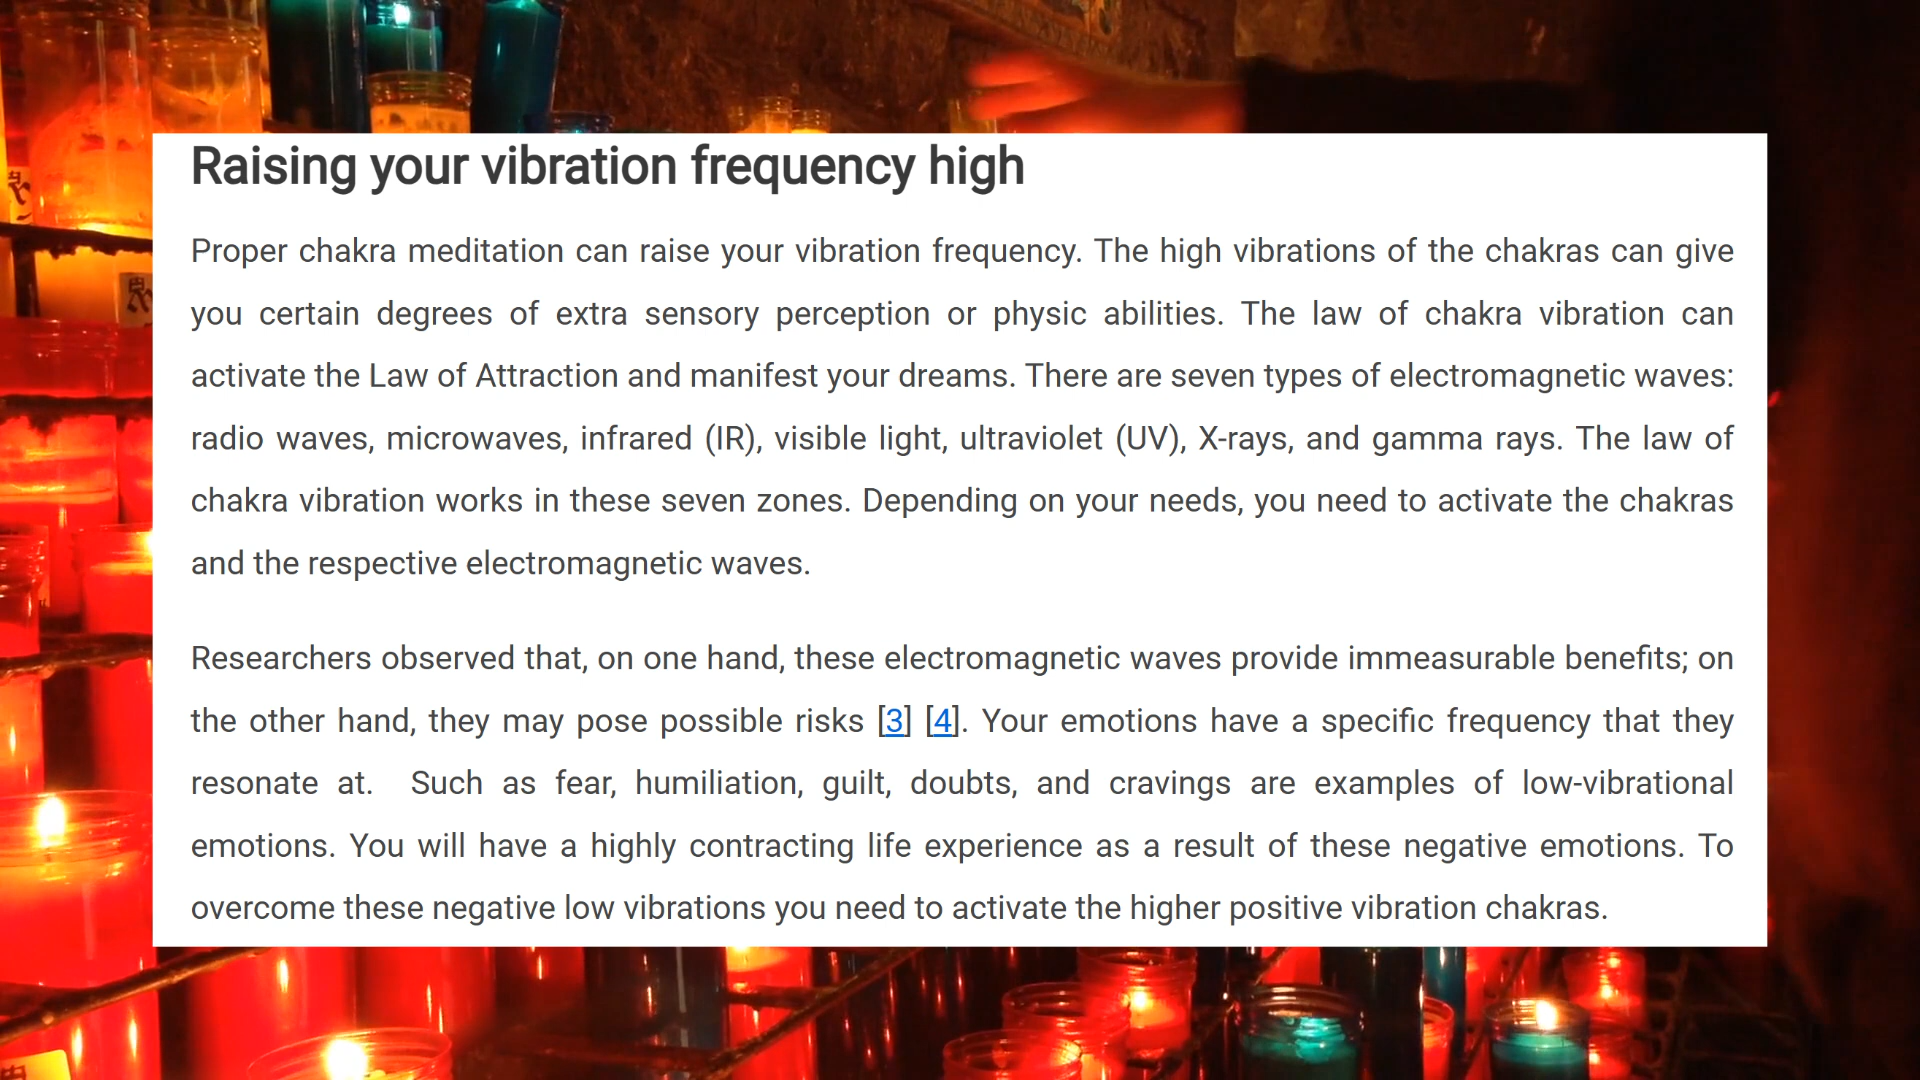 Raising your vibration frequency high
Proper chakra meditation can raise your vibration frequency. The high vibrations of the chakras can give
you certain degrees of extra sensory perception or physic abilities. The law of chakra vibration can
activate the Law of Attraction and manifest your dreams. There are seven types of electromagnetic waves:
radio waves, microwaves, infrared (IR), visible light, ultraviolet (UV), X-rays, and gamma rays. The law of
chakra vibration works in these seven zones. Depending on your needs, you need to activate the chakras
and the respective electromagnetic waves.
Researchers observed that, on one hand, these electromagnetic waves provide immeasurable benefits; on
the other hand, they may pose possible risks [3] [4]. Your emotions have a specific frequency that they
resonate at.  Such as fear, humiliation, guilt, doubts, and cravings are examples of low-vibrational
emotions. You will have a highly contracting life experience as a result of these negative emotions. To
overcome these negative low vibrations you need to activate the higher positive vibration chakras.